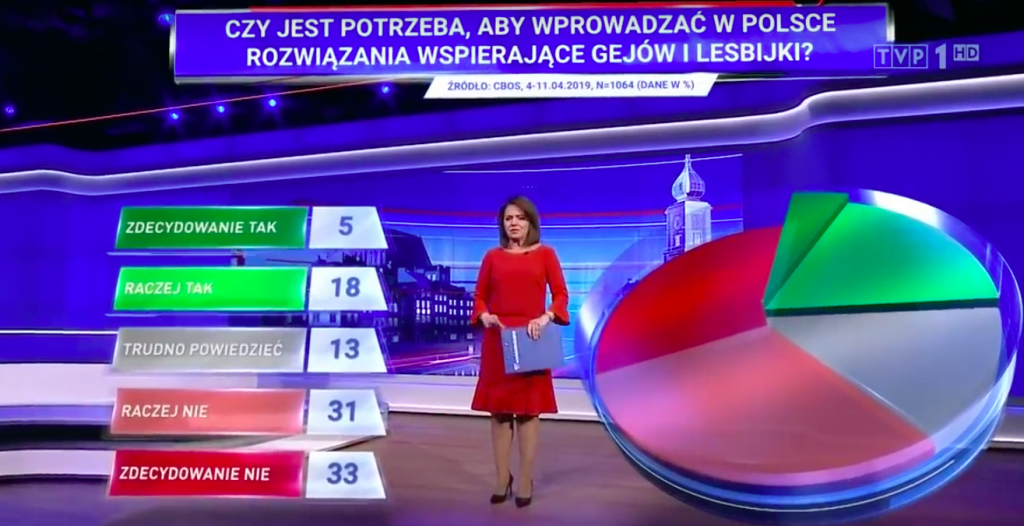 CZY JEST POTRZEBA, ABY WPROWADZAĆ W POLSCE
ROZWIĄZANIA WSPIERAJĄCE GEJÓW I LESBIJKI?
TVP 1 HD
ŹRÓDŁO: CBOS, 4-11.04.2019, N=1064 (DANE W %)
ZDECYDOWANIE TAK 5
RACZEJ TAK 18
TRUDNO POWIEDZIEĆ 13
RACZEJ NIE 31
ZDECYDOWANIE NIE 33